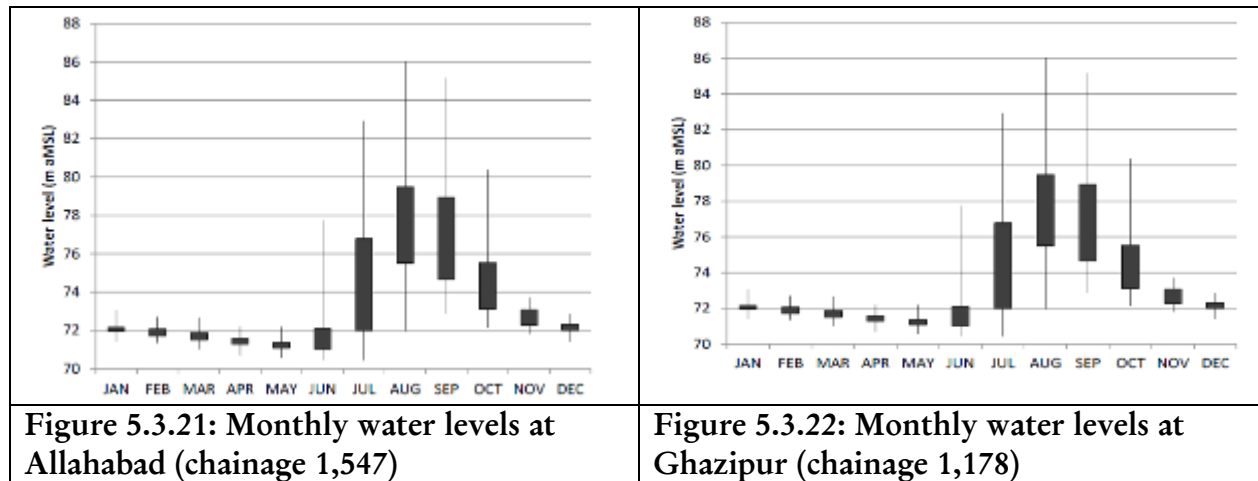 88
86
84
82
80
78
76
74
72
70
Water level (m aMSL)
JAN FEB MAR APR MAY JUN JUL AUG SEP OCT NOV DEC
Figure 5.3.21: Monthly water levels at
Allahabad (chainage 1,547)
88
86
84
82
80
78
76
74
72
70
Water level (m aMSL)
JAN FEB MAR APR MAY JUN JUL AUG SEP OCT NOV DEC
Figure 5.3.22: Monthly water levels at
Ghazipur (chainage 1,178)